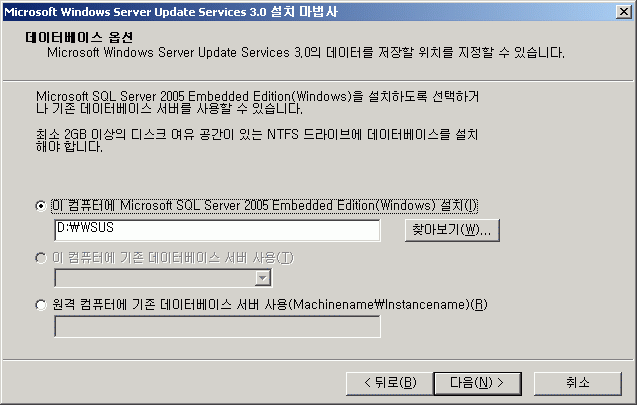 Microsoft Windows Server Update Services 3.0 설치 마법사
데이터베이스 옵션
Microsoft Windows Server Update Services 3.0의 데이터를 저장할 위치를 지정할 수 있습니다.
Microsoft SQL Server 2005 Embedded Edition(Windows)을 설치하도록 선택하거
나 기존 데이터베이스 서버를 사용할 수 있습니다.
최소 2GB 이상의 디스크 여유 공간이 있는 NTFS 드라이브에 데이터베이스를 설치
해야 합니다.
이 컴퓨터에 Microsoft SQL Server 2005 Embedded Edition(Windows) 설치(I)
D:₩WSUS
찾아보기(W)...
이 컴퓨터에 기존 데이터베이스 서버 사용(T)
원격 컴퓨터에 기존 데이터베이스 서버 사용(Machinename₩Instancename)(R)
< 뒤로(B)
다음(N) >
취소